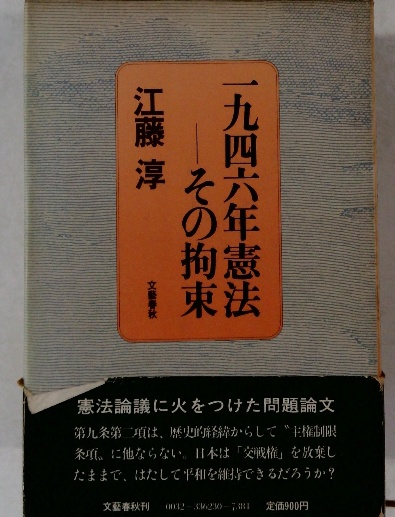 一九四六年憲法
―その拘束
江藤 淳
文藝春秋
憲法論議に火をつけた問題論文
第九条第二項は、歴史的経緯からして〝主権制限
条項〟に他ならない。日本は「交戦権」を放棄し
たままで、はたして平和を維持できるだろうか？
文藝春秋刊 0032-336230-7384 定価900円